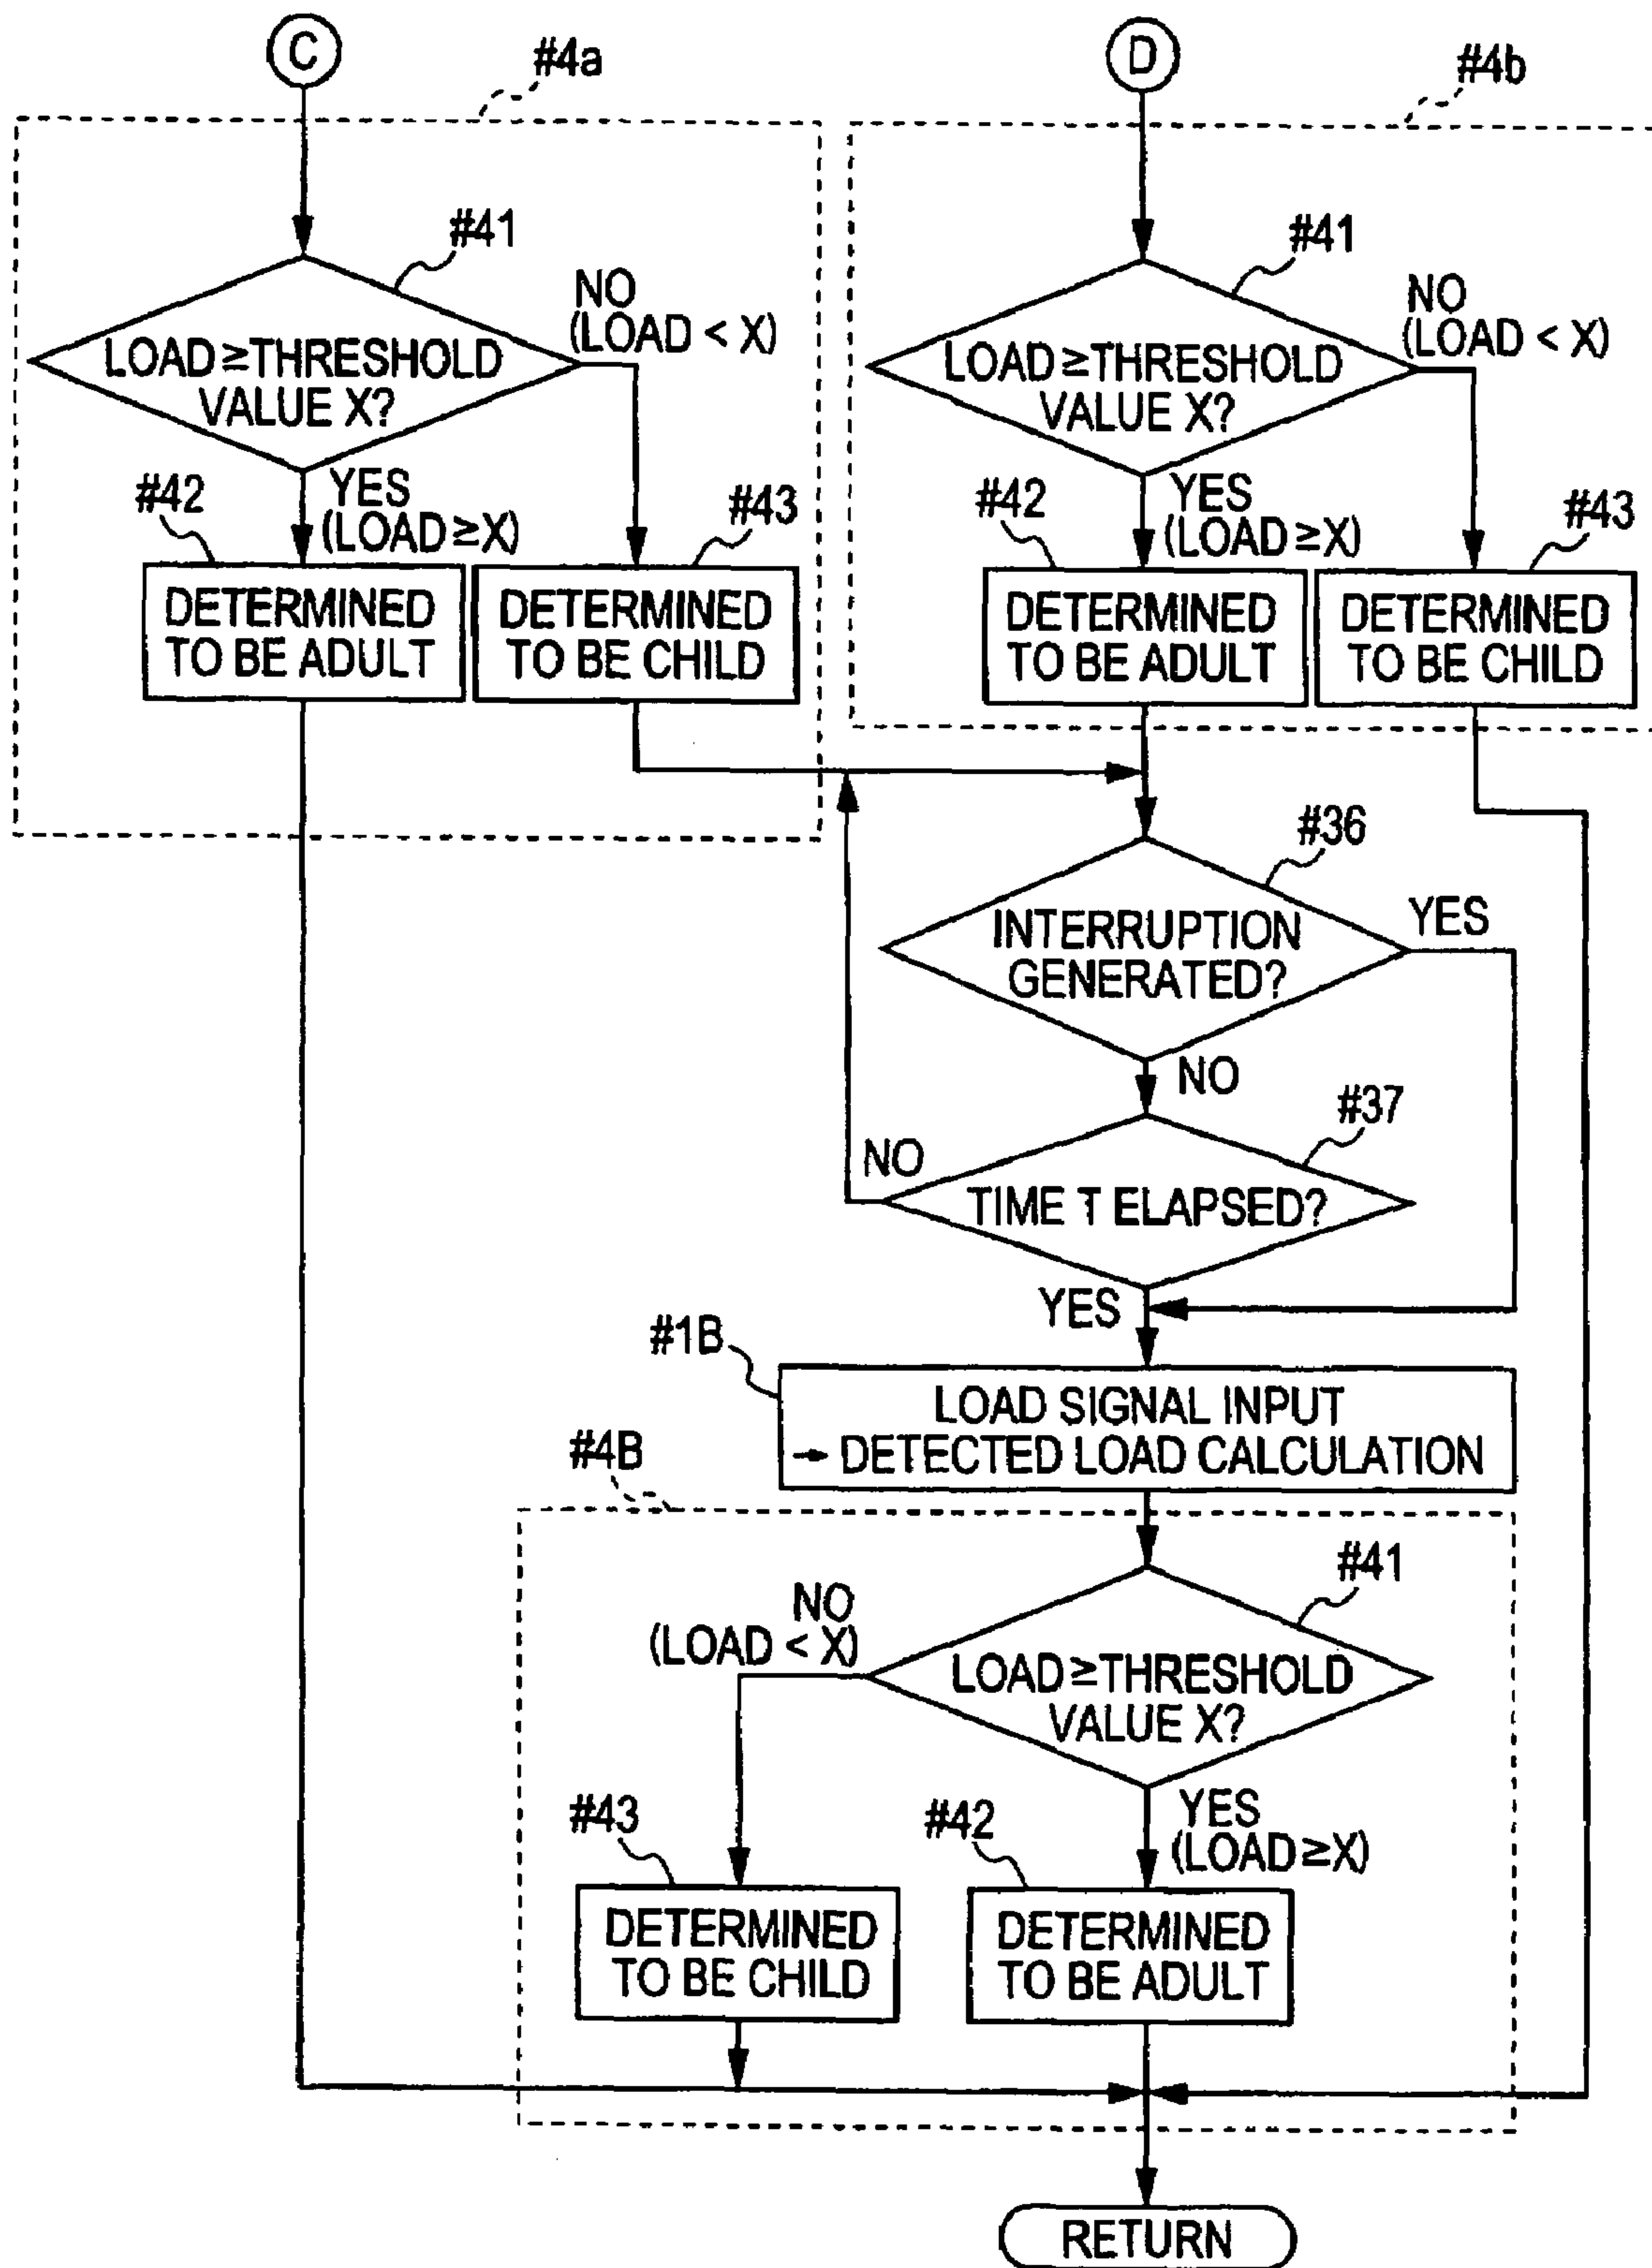 C
D
#4a
#4b
#41
#41
NO
(LOAD < X)
NO
(LOAD < X)
LOAD≥THRESHOLD
VALUE X?
LOAD≥THRESHOLD
VALUE X?
#42
YES
(LOAD≥X)
#43
#42
YES
(LOAD≥X)
#43
DETERMINED
TO BE ADULT
DETERMINED
TO BE CHILD
DETERMINED
TO BE ADULT
DETERMINED
TO BE CHILD
#36
INTERRUPTION
GENERATED?
YES
NO
#37
NO
TIME T ELAPSED?
YES
#1B
LOAD SIGNAL INPUT
→ DETECTED LOAD CALCULATION
#4B
#41
NO
(LOAD < X)
LOAD≥THRESHOLD
VALUE X?
#43
#42
YES
(LOAD≥X)
DETERMINED
TO BE CHILD
DETERMINED
TO BE ADULT
RETURN